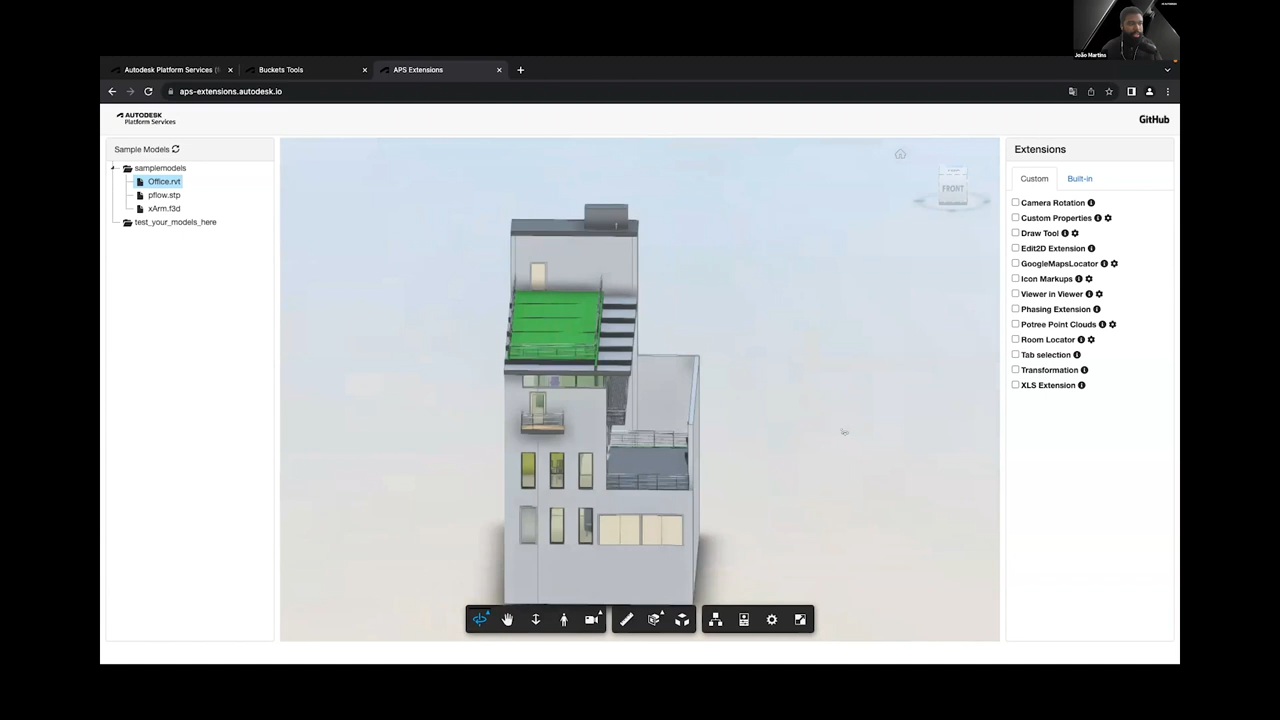 João Martins
Autodesk Platform Services (
Buckets Tools
APS Extensions
aps-extensions.autodesk.io
AUTODESK
Platform Services
GitHub
Sample Models
samplemodels
Office.rvt
pflow.stp
xArm.f3d
test_your_models_here
FRONT
Extensions
Custom
Built-in
Camera Rotation
Custom Properties
Draw Tool
Edit2D Extension
GoogleMapsLocator
Icon Markups
Viewer in Viewer
Phasing Extension
Potree Point Clouds
Room Locator
Tab selection
Transformation
XLS Extension